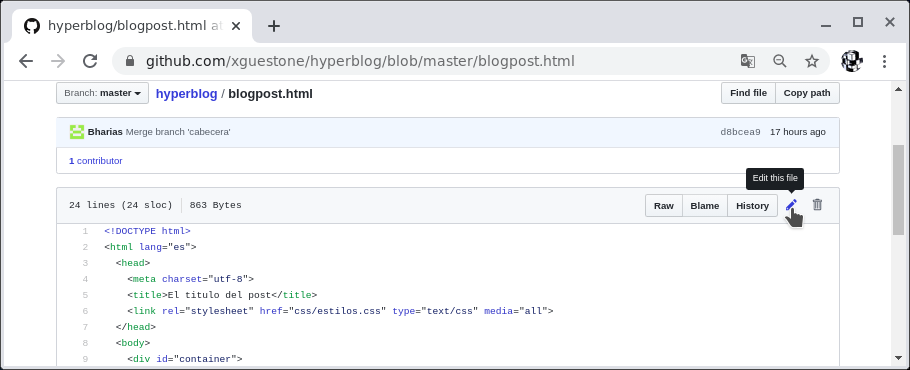 hyperblog/blogpost.html at
github.com/xguestone/hyperblog/blob/master/blogpost.html
Branch: master hyperblog / blogpost.html Find file Copy path
Bharias Merge branch 'cabecera' d8bcea9 17 hours ago
1 contributor
Edit this file
24 lines (24 sloc) 863 Bytes Raw Blame History
1 <!DOCTYPE html>
2 <html lang="es">
3 <head>
4 <meta charset="utf-8">
5 <title>El titulo del post</title>
6 <link rel="stylesheet" href="css/estilos.css" type="text/css" media="all">
7 </head>
8 <body>
9 <div id="container">